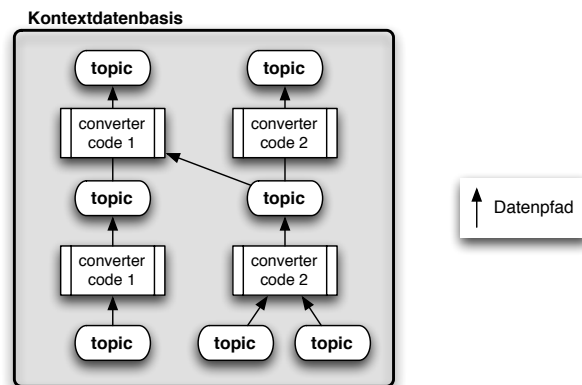 Kontextdatenbasis
topic
topic
converter
code 1
converter
code 2
topic
topic
Datenpfad
converter
code 1
converter
code 2
topic
topic
topic